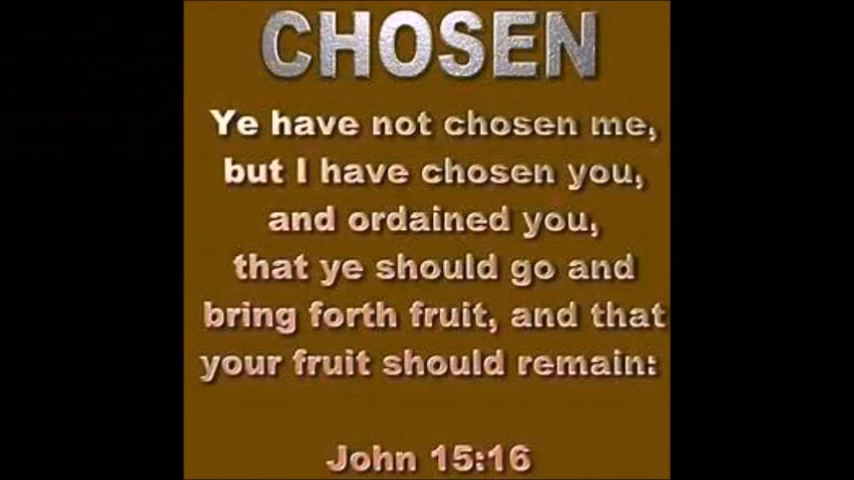 CHOSEN
Ye have not chosen me,
but I have chosen you,
and ordained you,
that ye should go and
bring forth fruit, and that
your fruit should remain:
John 15:16